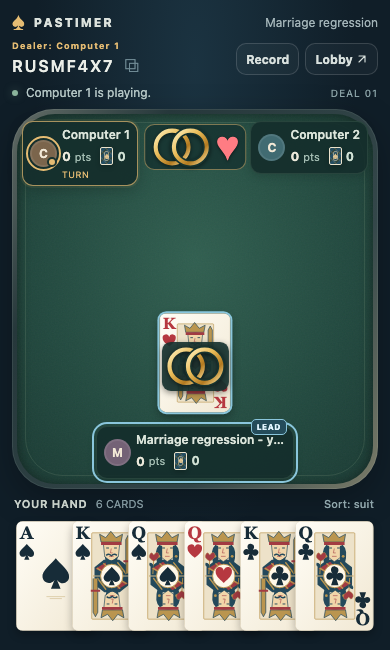 PASTIMER
Marriage regression
Dealer: Computer 1
RUSMF4X7
Record
Lobby
Computer 1 is playing.
DEAL 01
C
Computer 1
0 pts 0
TURN
C
Computer 2
0 pts 0
K
K
LEAD
M
Marriage regression - y...
0 pts 0
YOUR HAND 6 CARDS
Sort: suit
A K Q Q K Q
Q